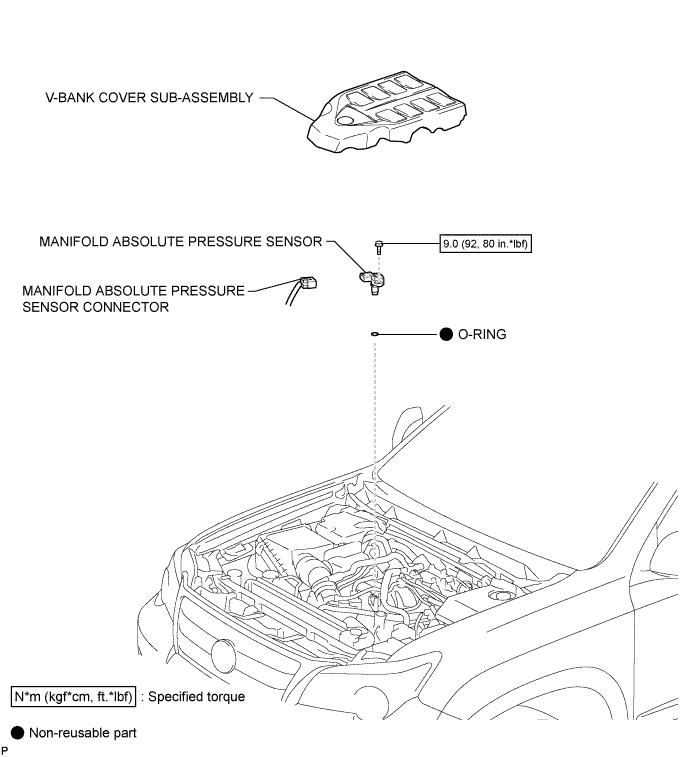 V-BANK COVER SUB-ASSEMBLY
MANIFOLD ABSOLUTE PRESSURE SENSOR
9.0 (92, 80 in.*lbf)
MANIFOLD ABSOLUTE PRESSURE
SENSOR CONNECTOR
O-RING
N*m (kgf*cm, ft.*lbf) : Specified torque
Non-reusable part
P